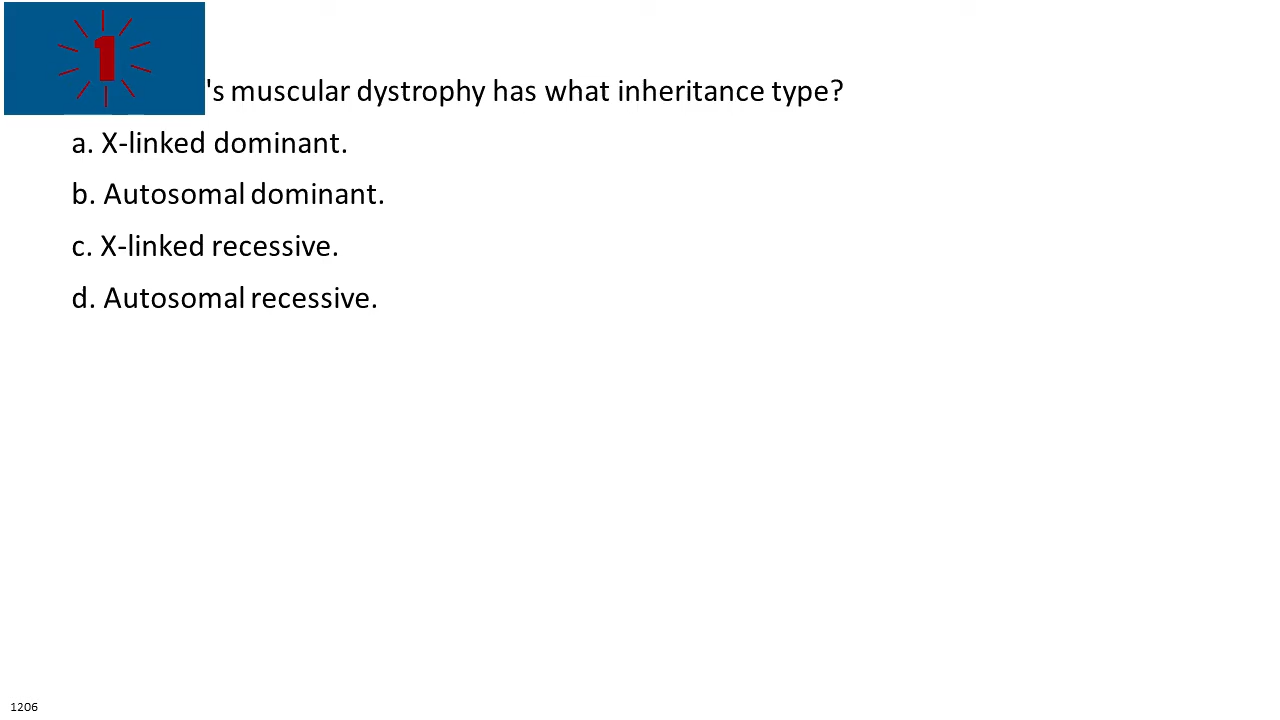 1
's muscular dystrophy has what inheritance type?
a. X-linked dominant.
b. Autosomal dominant.
c. X-linked recessive.
d. Autosomal recessive.
1206